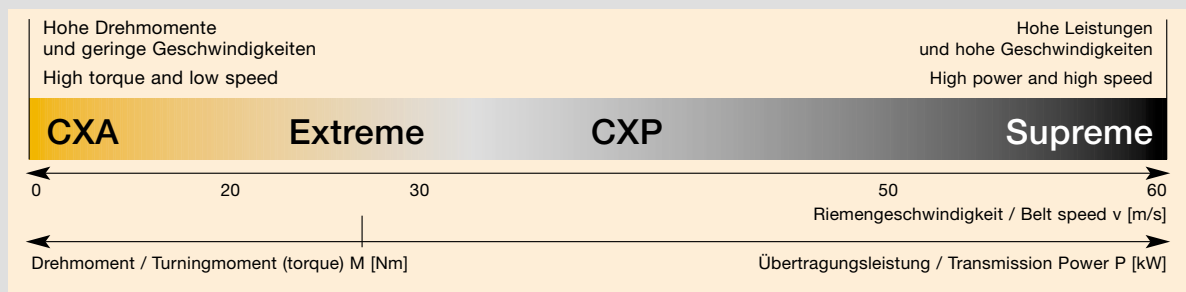 Hohe Drehmomente
und geringe Geschwindigkeiten
High torque and low speed
Hohe Leistungen
und hohe Geschwindigkeiten
High power and high speed
CXA Extreme CXP Supreme
0 20 30 50 60
Riemengeschwindigkeit / Belt speed v [m/s]
Drehmoment / Turningmoment (torque) M [Nm]
Übertragungsleistung / Transmission Power P [kW]